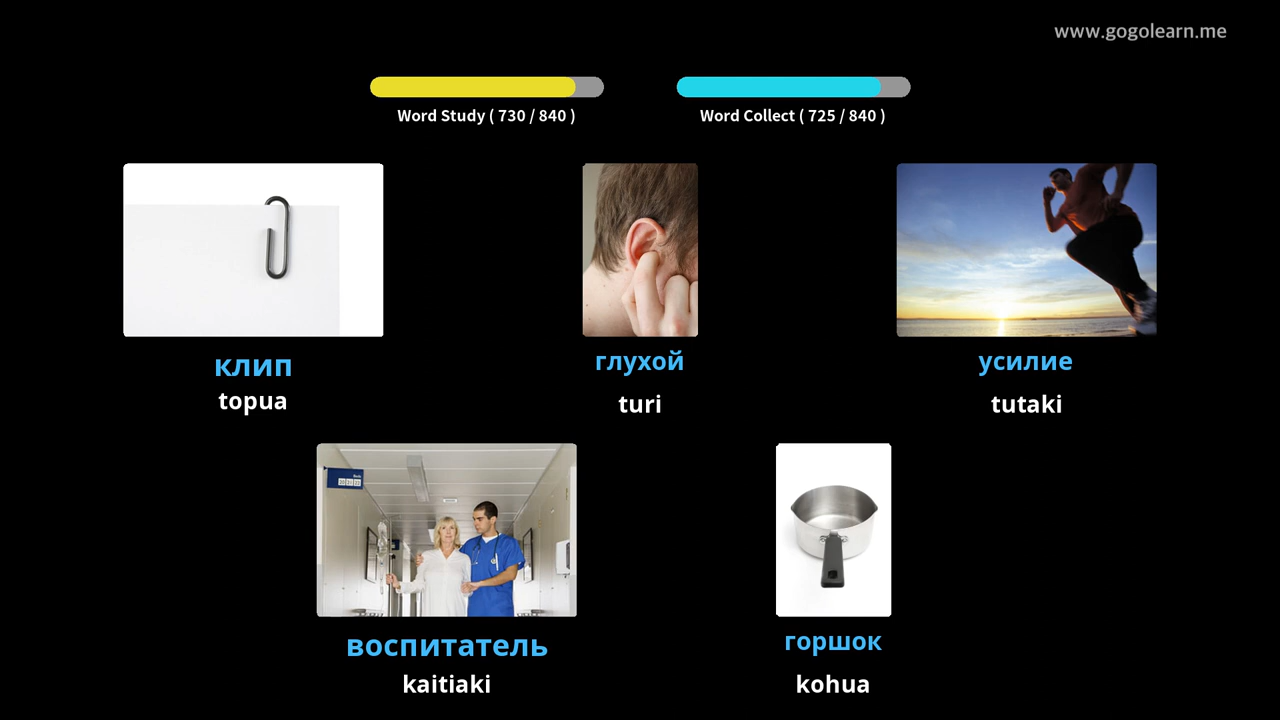 www.gogolearn.me
Word Study ( 730 / 840 )
Word Collect ( 725 / 840 )
клип
topua
глухой
turi
усилие
tutaki
воспитатель
kaitiaki
горшок
kohua